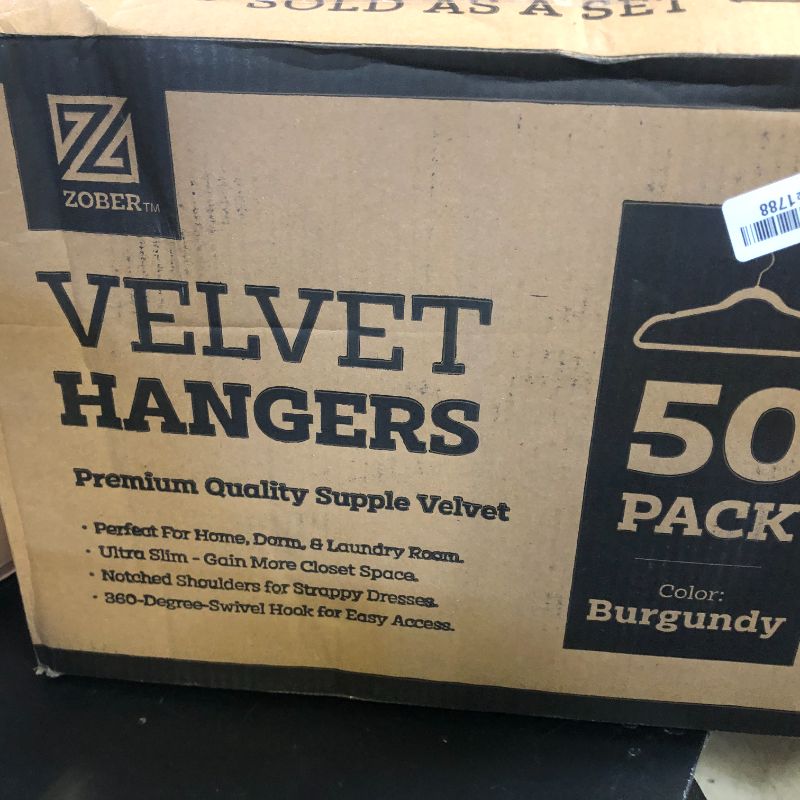 SOLD AS A SET
ZOBER™
21788
VELVET
HANGERS
50
PACK
Premium Quality Supple Velvet
• Perfect For Home, Dorm, & Laundry Room.
• Ultra Slim - Gain More Closet Space.
• Notched Shoulders for Strappy Dresses.
• 360-Degree-Swivel Hook for Easy Access.
Color:
Burgundy